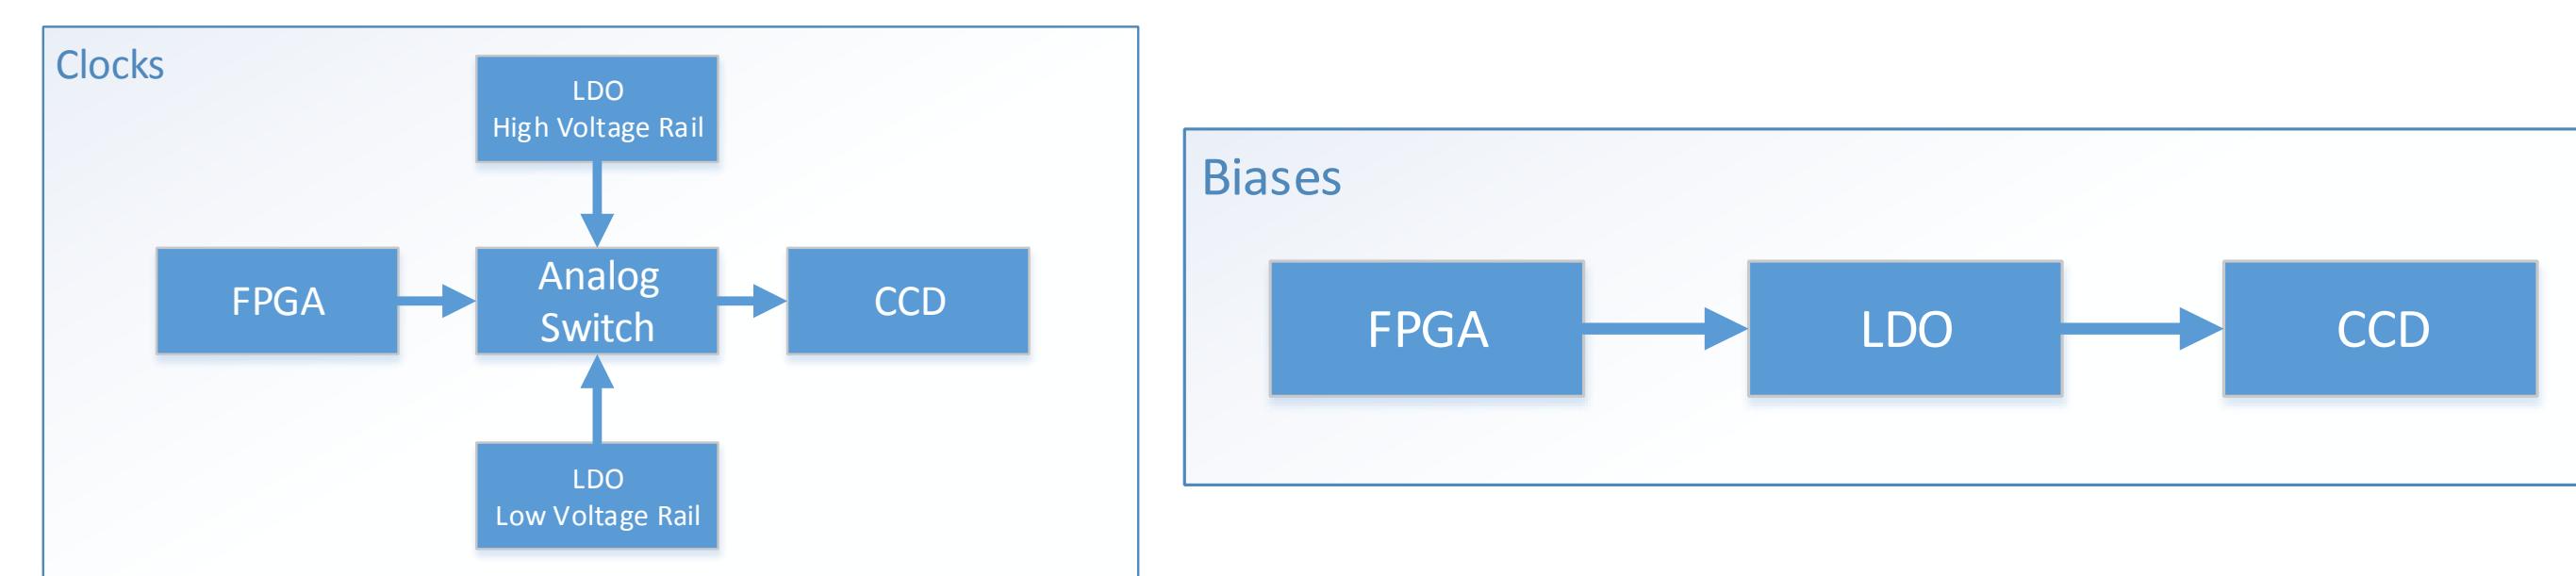 Clocks
LDO
High Voltage Rail
FPGA
Analog
Switch
CCD
LDO
Low Voltage Rail
Biases
FPGA
LDO
CCD